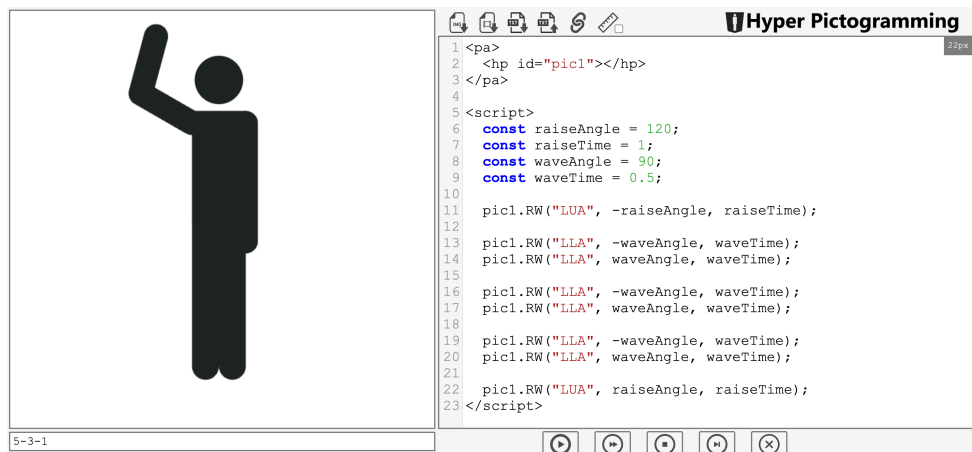 IMG TXT TXT
Hyper Pictogramming
22px
1 <pa>
2   <hp id="pic1"></hp>
3 </pa>
4
5 <script>
6   const raiseAngle = 120;
7   const raiseTime = 1;
8   const waveAngle = 90;
9   const waveTime = 0.5;
10
11   pic1.RW("LUA", -raiseAngle, raiseTime);
12
13   pic1.RW("LLA", -waveAngle, waveTime);
14   pic1.RW("LLA", waveAngle, waveTime);
15
16   pic1.RW("LLA", -waveAngle, waveTime);
17   pic1.RW("LLA", waveAngle, waveTime);
18
19   pic1.RW("LLA", -waveAngle, waveTime);
20   pic1.RW("LLA", waveAngle, waveTime);
21
22   pic1.RW("LUA", raiseAngle, raiseTime);
23 </script>
5-3-1